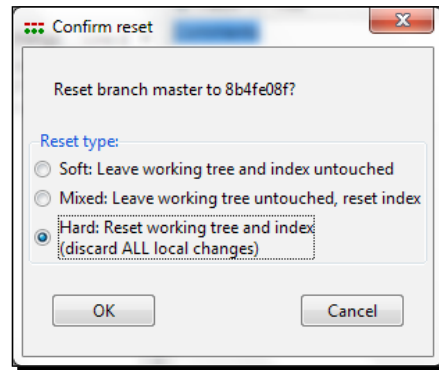 Confirm reset
Reset branch master to 8b4fe08f?
Reset type:
Soft: Leave working tree and index untouched
Mixed: Leave working tree untouched, reset index
Hard: Reset working tree and index
(discard ALL local changes)
OK
Cancel